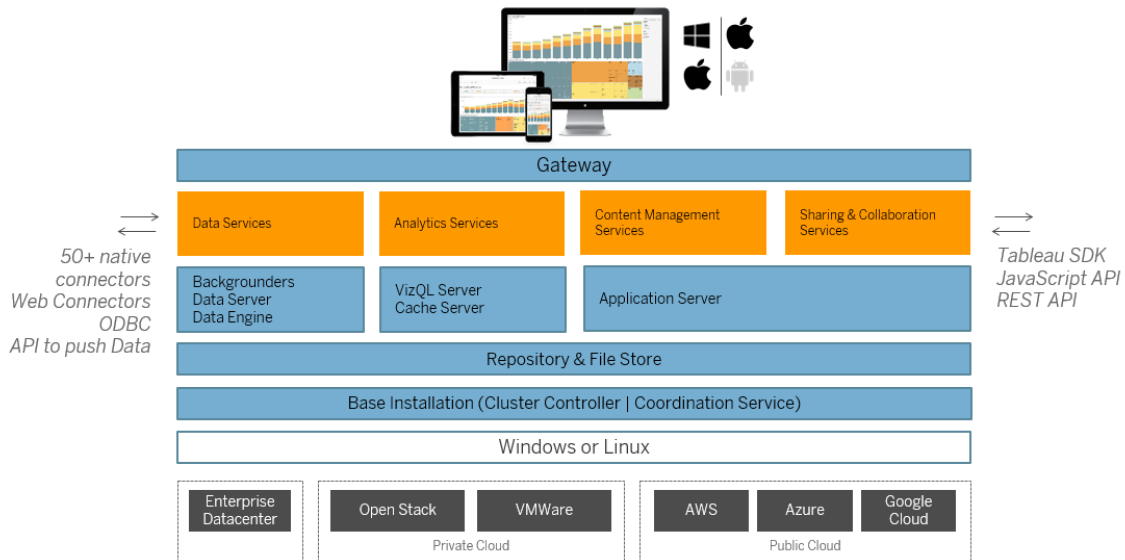 Gateway
Data Services
Analytics Services
Content Management
Services
Sharing & Collaboration
Services
50+ native
connectors
Web Connectors
ODBC
API to push Data
Backgrounders
Data Server
Data Engine
VizQL Server
Cache Server
Application Server
Tableau SDK
JavaScript API
REST API
Repository & File Store
Base Installation (Cluster Controller | Coordination Service)
Windows or Linux
Enterprise
Datacenter
Open Stack
VMWare
Private Cloud
AWS
Azure
Google
Cloud
Public Cloud